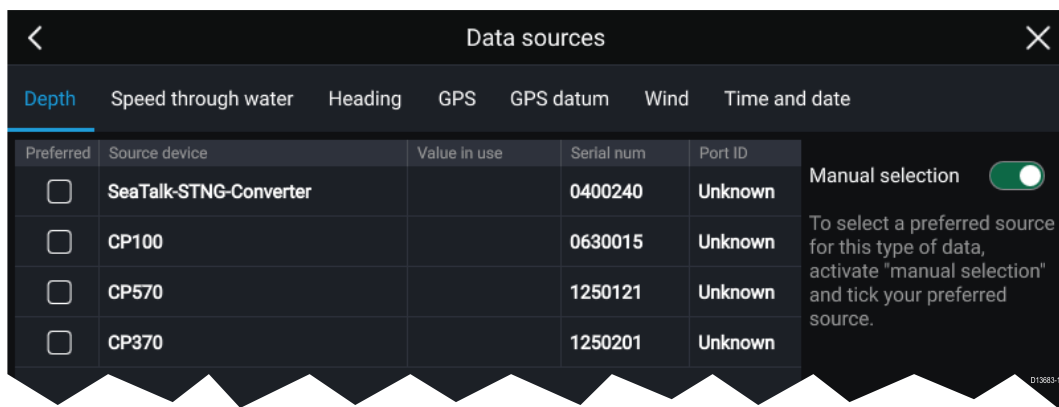 Data sources
Depth Speed through water Heading GPS GPS datum Wind Time and date
Preferred Source device Value in use Serial num Port ID
SeaTalk-STNG-Converter 0400240 Unknown
CP100 0630015 Unknown
CP570 1250121 Unknown
CP370 1250201 Unknown
Manual selection
To select a preferred source
for this type of data,
activate "manual selection"
and tick your preferred
source.
D13683-1